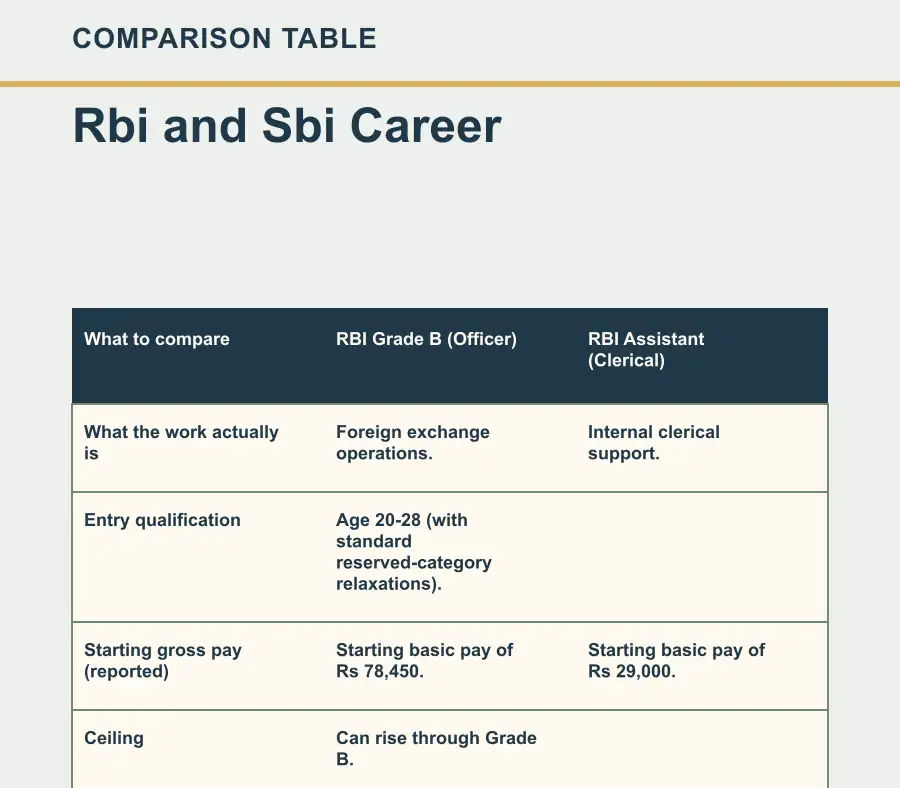 COMPARISON TABLE
Rbi and Sbi Career
What to compare
RBI Grade B (Officer)
RBI Assistant
(Clerical)
What the work actually
is
Foreign exchange
operations.
Internal clerical
support.
Entry qualification
Age 20-28 (with
standard
reserved-category
relaxations).
Starting gross pay
(reported)
Starting basic pay of
Rs 78,450.
Starting basic pay of
Rs 29,000.
Ceiling
Can rise through Grade
B.